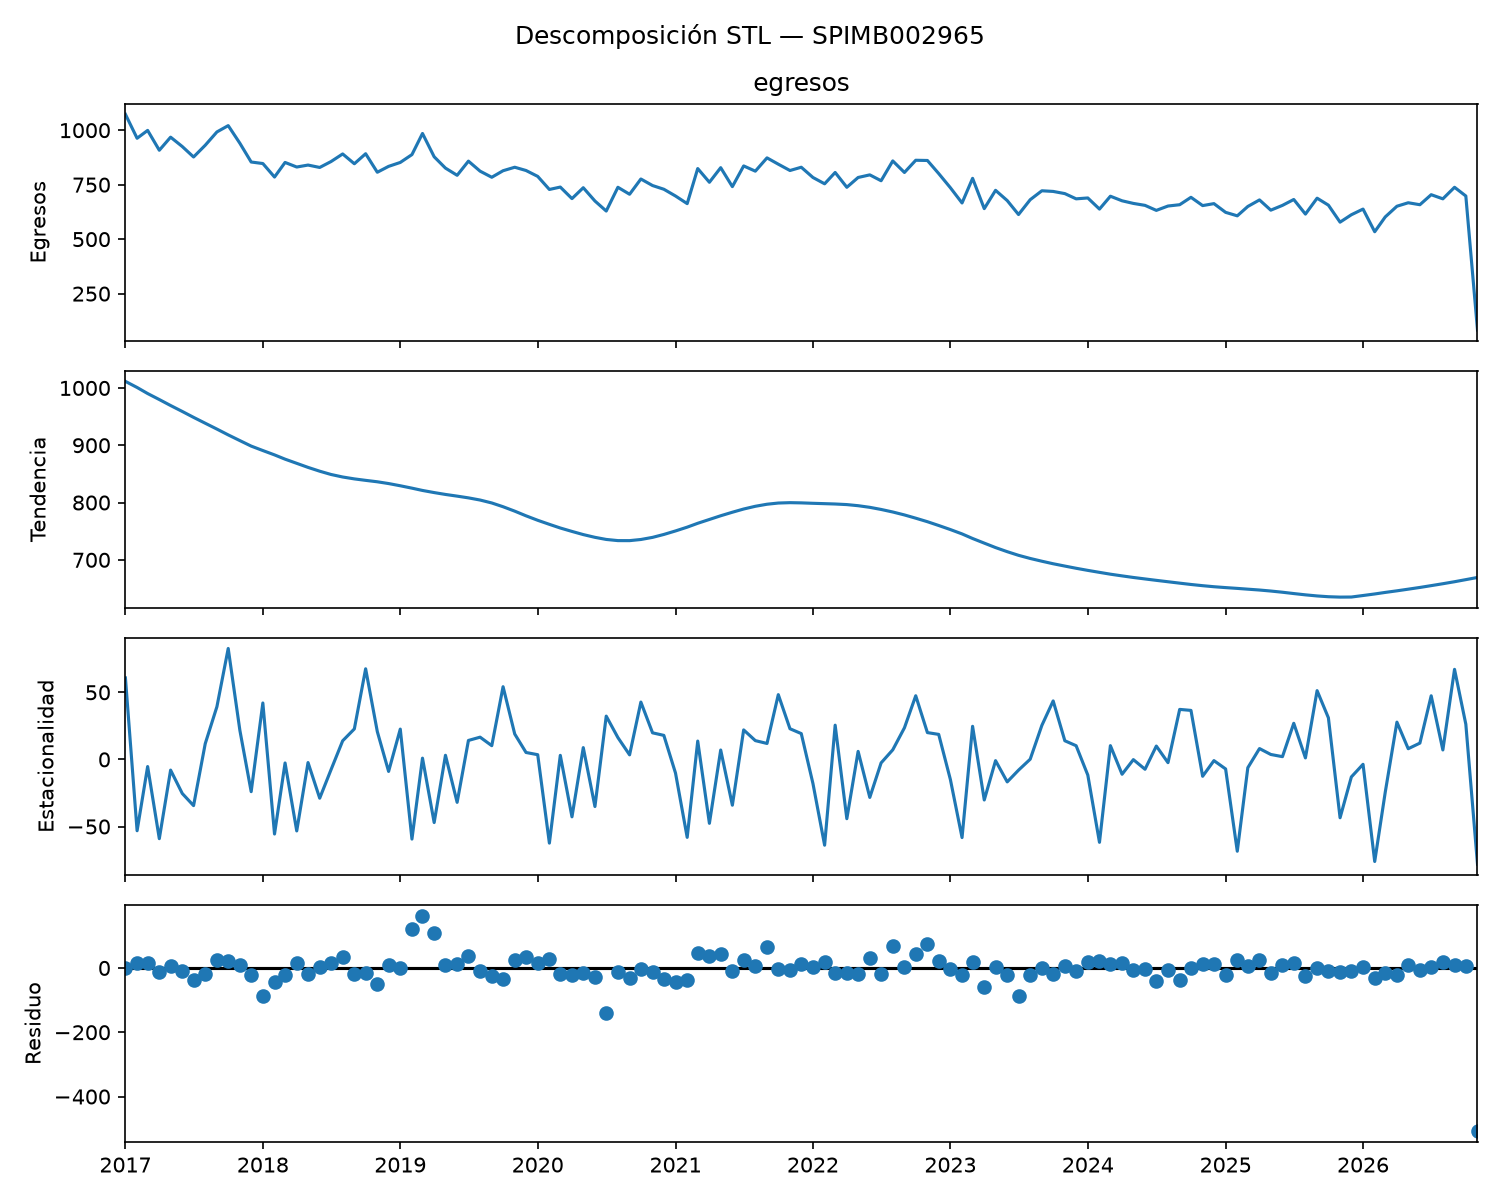 Descomposición STL — SPIMB002965
egresos
Egresos
1000
750
500
250
Tendencia
1000
900
800
700
Estacionalidad
50
0
−50
Residuo
0
−200
−400
2017 2018 2019 2020 2021 2022 2023 2024 2025 2026